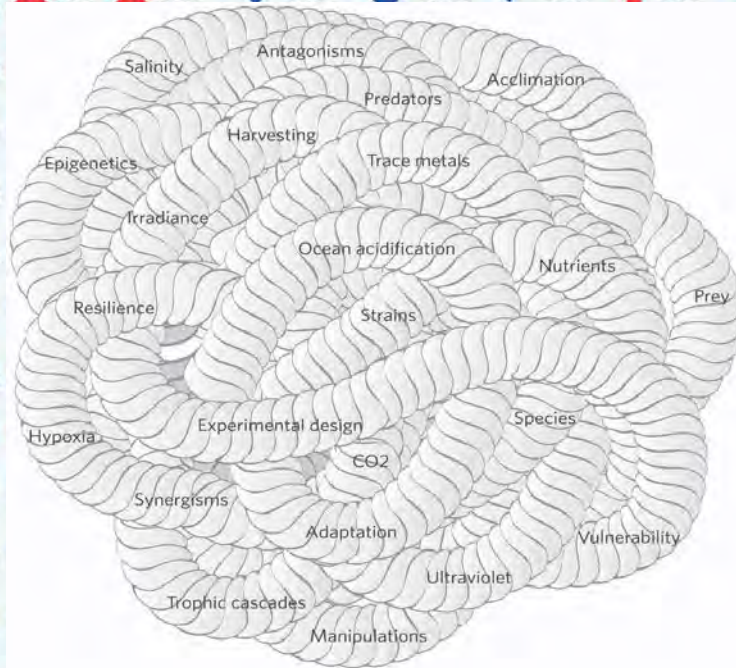 Salinity
Antagonisms
Acclimation
Predators
Harvesting
Epigenetics
Trace metals
Irradiance
Ocean acidification
Nutrients
Resilience
Prey
Strains
Experimental design
Species
Hypoxia
CO2
Synergisms
Adaptation
Vulnerability
Ultraviolet
Trophic cascades
Manipulations